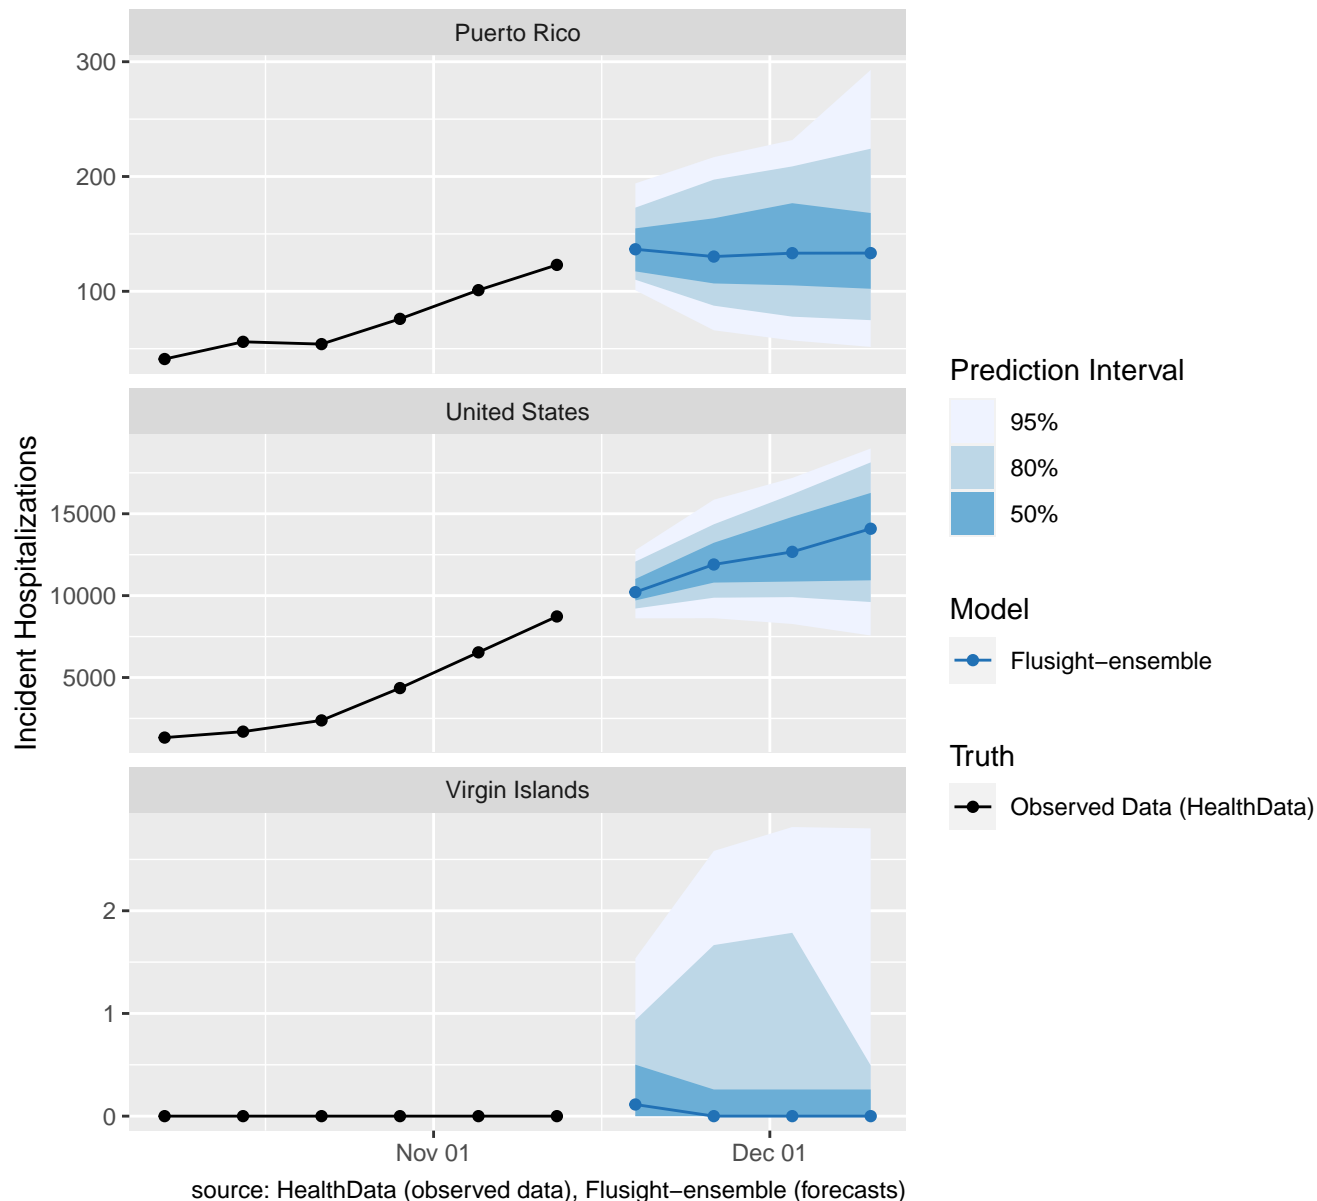 Puerto Rico
300
200
100
United States
15000
10000
5000
Virgin Islands
2
1
0
Nov 01
Dec 01
Incident Hospitalizations
source: HealthData (observed data), Flusight−ensemble (forecasts)
Prediction Interval
95%
80%
50%
Model
Flusight−ensemble
Truth
Observed Data (HealthData)